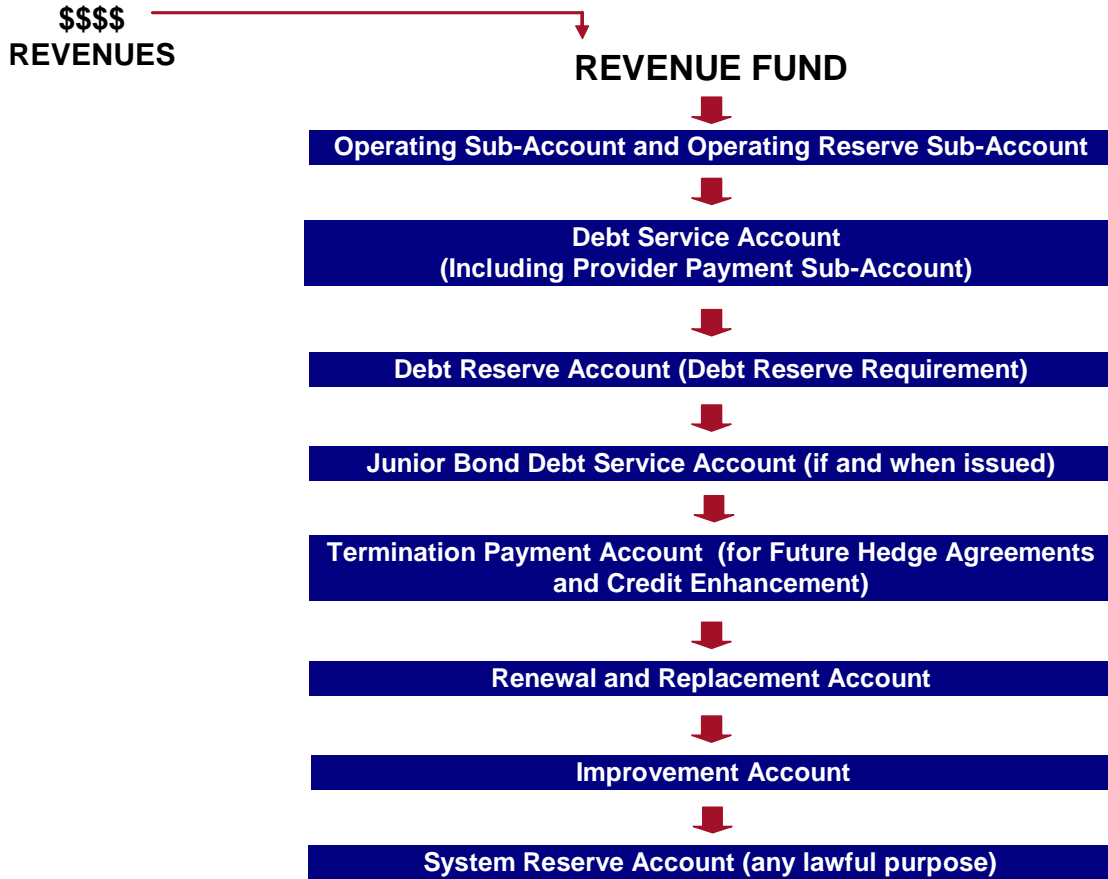 $$$$
REVENUES
REVENUE FUND
Operating Sub-Account and Operating Reserve Sub-Account
Debt Service Account
(Including Provider Payment Sub-Account)
Debt Reserve Account (Debt Reserve Requirement)
Junior Bond Debt Service Account (if and when issued)
Termination Payment Account (for Future Hedge Agreements
and Credit Enhancement)
Renewal and Replacement Account
Improvement Account
System Reserve Account (any lawful purpose)